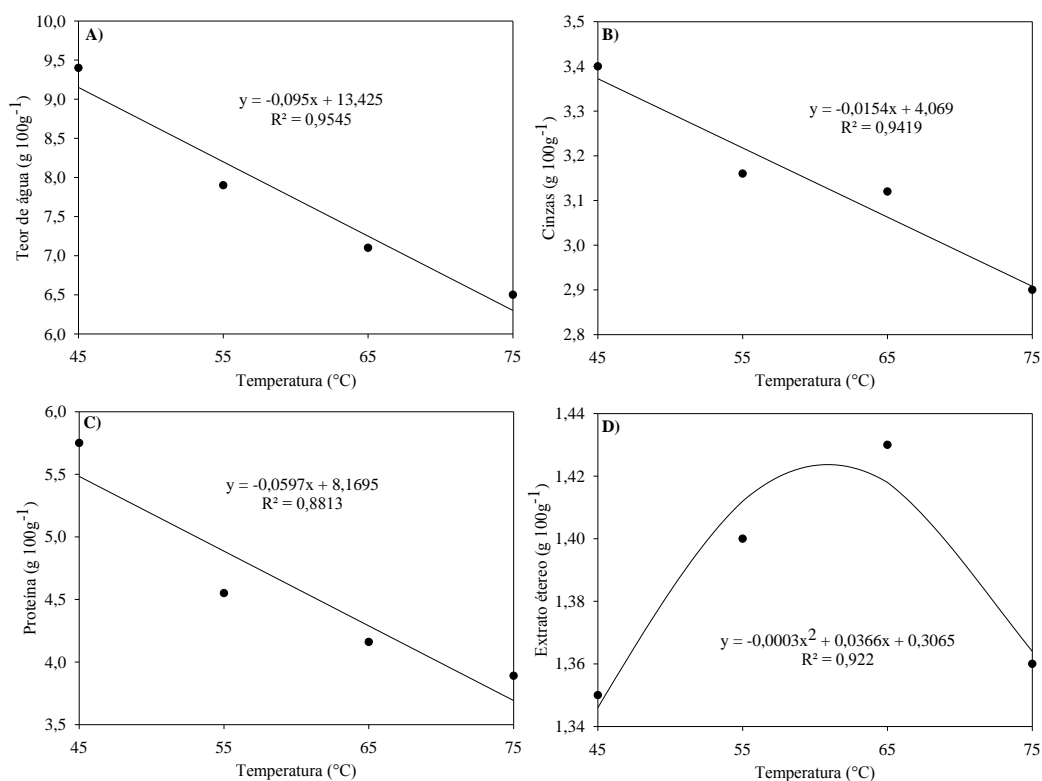 A)
Teor de água (g 100g-1)
10,0
9,5
9,0
8,5
8,0
7,5
7,0
6,5
6,0
y = -0,095x + 13,425
R² = 0,9545
45 55 65 75
Temperatura (°C)
B)
Cinzas (g 100g-1)
3,5
3,4
3,3
3,2
3,1
3,0
2,9
2,8
y = -0,0154x + 4,069
R² = 0,9419
45 55 65 75
Temperatura (°C)
C)
Proteína (g 100g-1)
6,0
5,5
5,0
4,5
4,0
3,5
y = -0,0597x + 8,1695
R² = 0,8813
45 55 65 75
Temperatura (°C)
D)
Extrato étereo (g 100g-1)
1,44
1,42
1,40
1,38
1,36
1,34
y = -0,0003x2 + 0,0366x + 0,3065
R² = 0,922
45 55 65 75
Temperatura (°C)